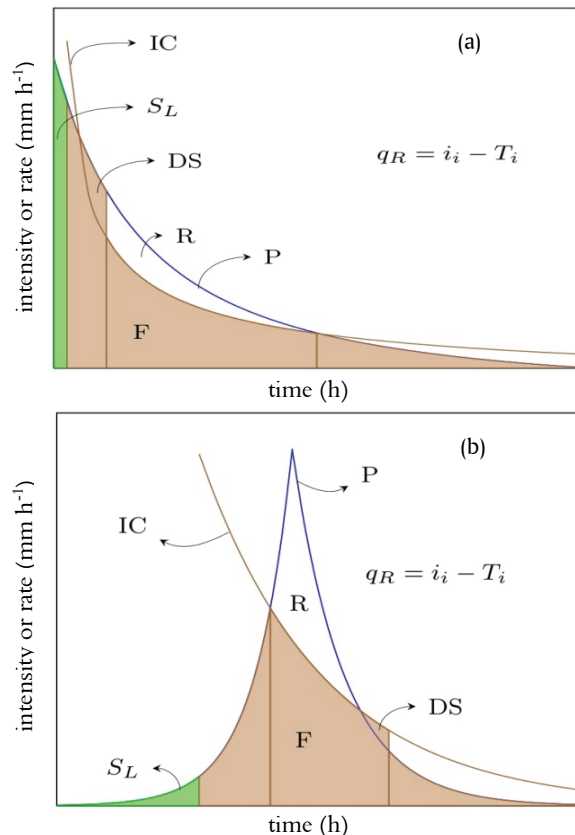 (a)
IC
S_L
DS
q_R = i_i − T_i
R
P
F
intensity or rate (mm h⁻¹)
time (h)
(b)
P
IC
q_R = i_i − T_i
R
DS
F
S_L
intensity or rate (mm h⁻¹)
time (h)